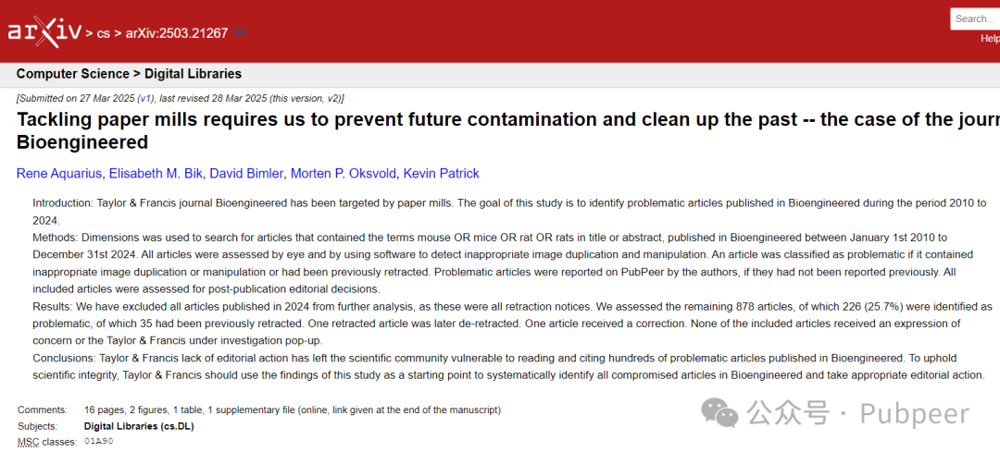 arXiv > cs > arXiv:2503.21267
Search...
Help
Computer Science > Digital Libraries
[Submitted on 27 Mar 2025 (v1), last revised 28 Mar 2025 (this version, v2)]
Tackling paper mills requires us to prevent future contamination and clean up the past -- the case of the jour
Bioengineered
Rene Aquarius, Elisabeth M. Bik, David Bimler, Morten P. Oksvold, Kevin Patrick
Introduction: Taylor & Francis journal Bioengineered has been targeted by paper mills. The goal of this study is to identify problematic articles published in Bioengineered during the period 2010 to
2024.
Methods: Dimensions was used to search for articles that contained the terms mouse OR mice OR rat OR rats in title or abstract, published in Bioengineered between January 1st 2010 to
December 31st 2024. All articles were assessed by eye and by using software to detect inappropriate image duplication and manipulation. An article was classified as problematic if it contained
inappropriate image duplication or manipulation or had been previously retracted. Problematic articles were reported on PubPeer by the authors, if they had not been reported previously. All
included articles were assessed for post-publication editorial decisions.
Results: We have excluded all articles published in 2024 from further analysis, as these were all retraction notices. We assessed the remaining 878 articles, of which 226 (25.7%) were identified as
problematic, of which 35 had been previously retracted. One retracted article was later de-retracted. One article received a correction. None of the included articles received an expression of
concern or the Taylor & Francis under investigation pop-up.
Conclusions: Taylor & Francis lack of editorial action has left the scientific community vulnerable to reading and citing hundreds of problematic articles published in Bioengineered. To uphold
scientific integrity, Taylor & Francis should use the findings of this study as a starting point to systematically identify all compromised articles in Bioengineered and take appropriate editorial action.
Comments: 16 pages, 2 figures, 1 table, 1 supplementary file (online, link given at the end of the manuscript)
Subjects: Digital Libraries (cs.DL)
MSC classes: 01A90
公众号 · Pubpeer